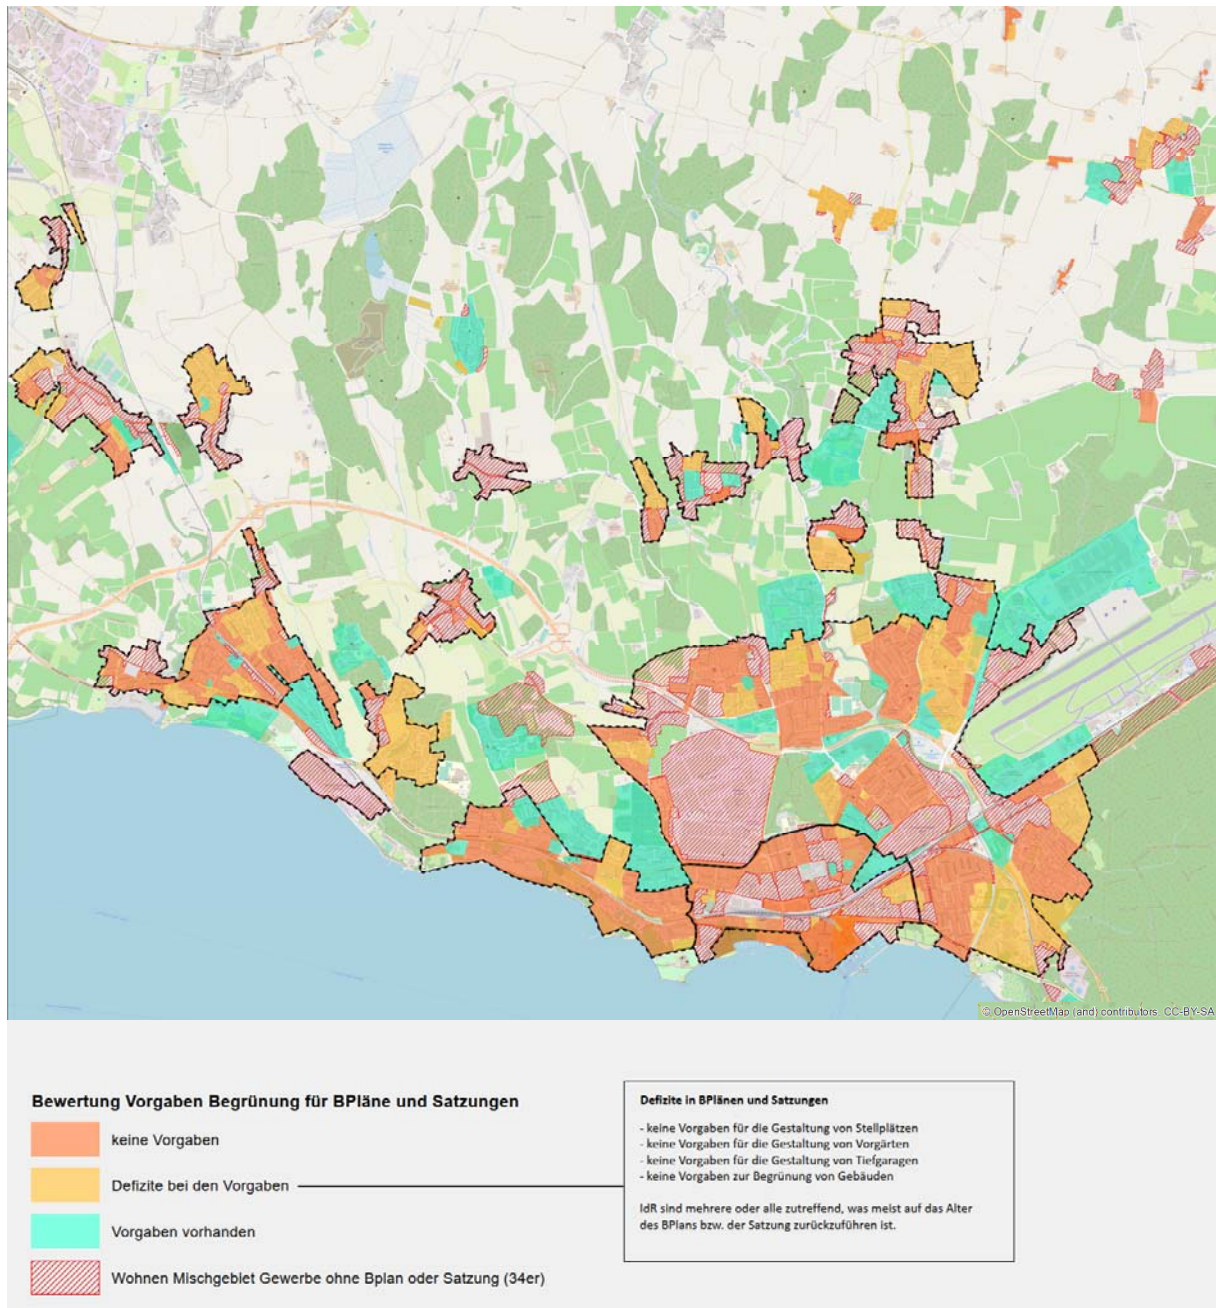 © OpenStreetMap (and) contributors, CC-BY-SA
Bewertung Vorgaben Begrünung für BPläne und Satzungen
keine Vorgaben
Defizite bei den Vorgaben
Vorgaben vorhanden
Wohnen Mischgebiet Gewerbe ohne Bplan oder Satzung (34er)
Defizite in BPlänen und Satzungen
- keine Vorgaben für die Gestaltung von Stellplätzen
- keine Vorgaben für die Gestaltung von Vorgärten
- keine Vorgaben für die Gestaltung von Tiefgaragen
- keine Vorgaben zur Begrünung von Gebäuden
IdR sind mehrere oder alle zutreffend, was meist auf das Alter
des BPlans bzw. der Satzung zurückzuführen ist.